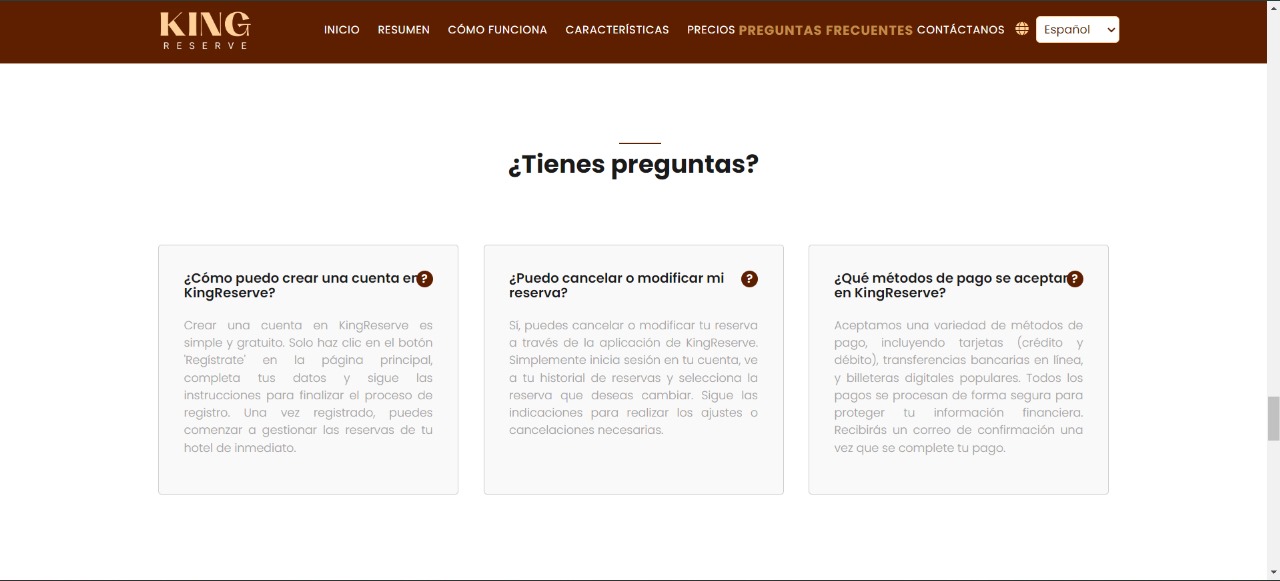 KING
RESERVE
INICIO RESUMEN CÓMO FUNCIONA CARACTERÍSTICAS PRECIOS PREGUNTAS FRECUENTES CONTÁCTANOS Español
¿Tienes preguntas?
¿Cómo puedo crear una cuenta en ?
KingReserve?
Crear una cuenta en KingReserve es
simple y gratuito. Solo haz clic en el botón
'Regístrate' en la página principal,
completa tus datos y sigue las
instrucciones para finalizar el proceso de
registro. Una vez registrado, puedes
comenzar a gestionar las reservas de tu
hotel de inmediato.
¿Puedo cancelar o modificar mi ?
reserva?
Sí, puedes cancelar o modificar tu reserva
a través de la aplicación de KingReserve.
Simplemente inicia sesión en tu cuenta, ve
a tu historial de reservas y selecciona la
reserva que deseas cambiar. Sigue las
indicaciones para realizar los ajustes o
cancelaciones necesarias.
¿Qué métodos de pago se aceptan ?
en KingReserve?
Aceptamos una variedad de métodos de
pago, incluyendo tarjetas (crédito y
débito), transferencias bancarias en línea,
y billeteras digitales populares. Todos los
pagos se procesan de forma segura para
proteger tu información financiera.
Recibirás un correo de confirmación una
vez que se complete tu pago.